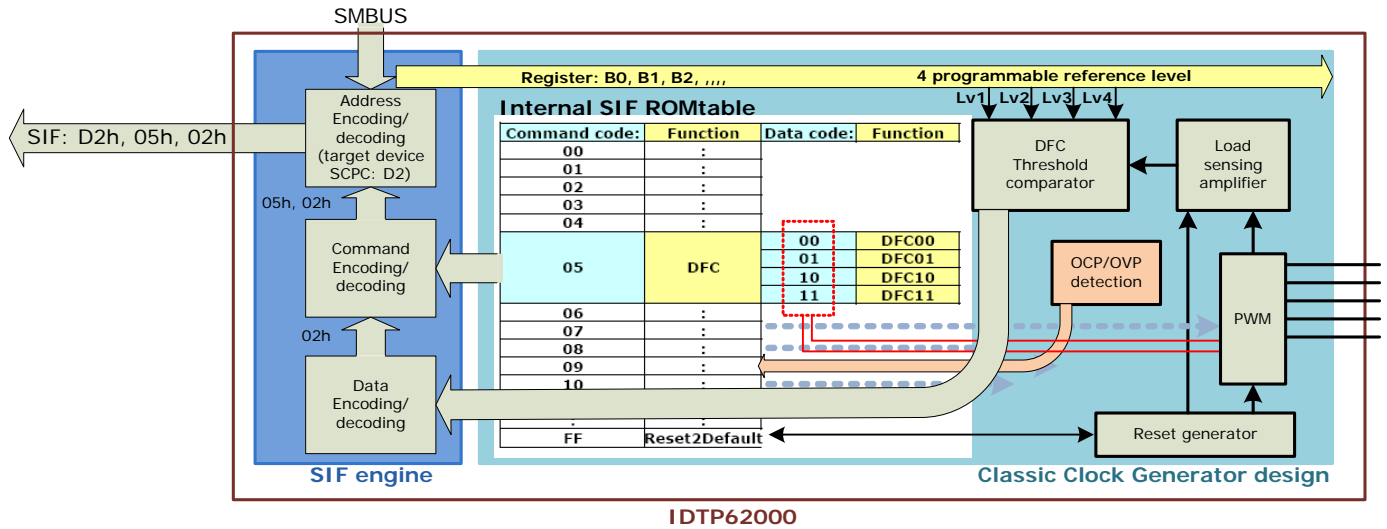 SMBUS
Register: B0, B1, B2, ,,,,
4 programmable reference level
Lv1 Lv2 Lv3 Lv4
Address
Encoding/
decoding
(target device
SCPC: D2)
SIF: D2h, 05h, 02h
05h, 02h
Command
Encoding/
decoding
02h
Data
Encoding/
decoding
SIF engine
Internal SIF ROMtable
Command code: Function Data code: Function
00 :
01 :
02 :
03 :
04 :
05 DFC
00 DFC00
01 DFC01
10 DFC10
11 DFC11
06 :
07 :
08 :
09 :
10 :
: :
FF Reset2Default
DFC
Threshold
comparator
Load
sensing
amplifier
OCP/OVP
detection
PWM
Reset generator
Classic Clock Generator design
IDTP62000